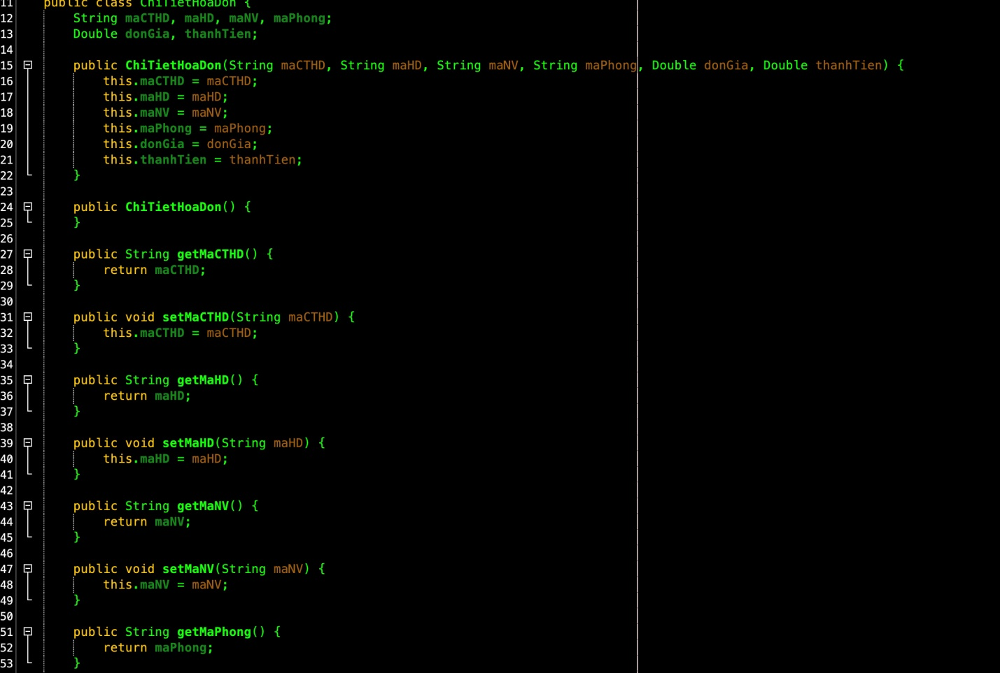 11 public class ChiTietHoaDon {
12 String maCTHD, maHD, maNV, maPhong;
13 Double donGia, thanhTien;
14
15 public ChiTietHoaDon(String maCTHD, String maHD, String maNV, String maPhong, Double donGia, Double thanhTien) {
16 this.maCTHD = maCTHD;
17 this.maHD = maHD;
18 this.maNV = maNV;
19 this.maPhong = maPhong;
20 this.donGia = donGia;
21 this.thanhTien = thanhTien;
22 }
23
24 public ChiTietHoaDon() {
25 }
26
27 public String getMaCTHD() {
28 return maCTHD;
29 }
30
31 public void setMaCTHD(String maCTHD) {
32 this.maCTHD = maCTHD;
33 }
34
35 public String getMaHD() {
36 return maHD;
37 }
38
39 public void setMaHD(String maHD) {
40 this.maHD = maHD;
41 }
42
43 public String getMaNV() {
44 return maNV;
45 }
46
47 public void setMaNV(String maNV) {
48 this.maNV = maNV;
49 }
50
51 public String getMaPhong() {
52 return maPhong;
53 }